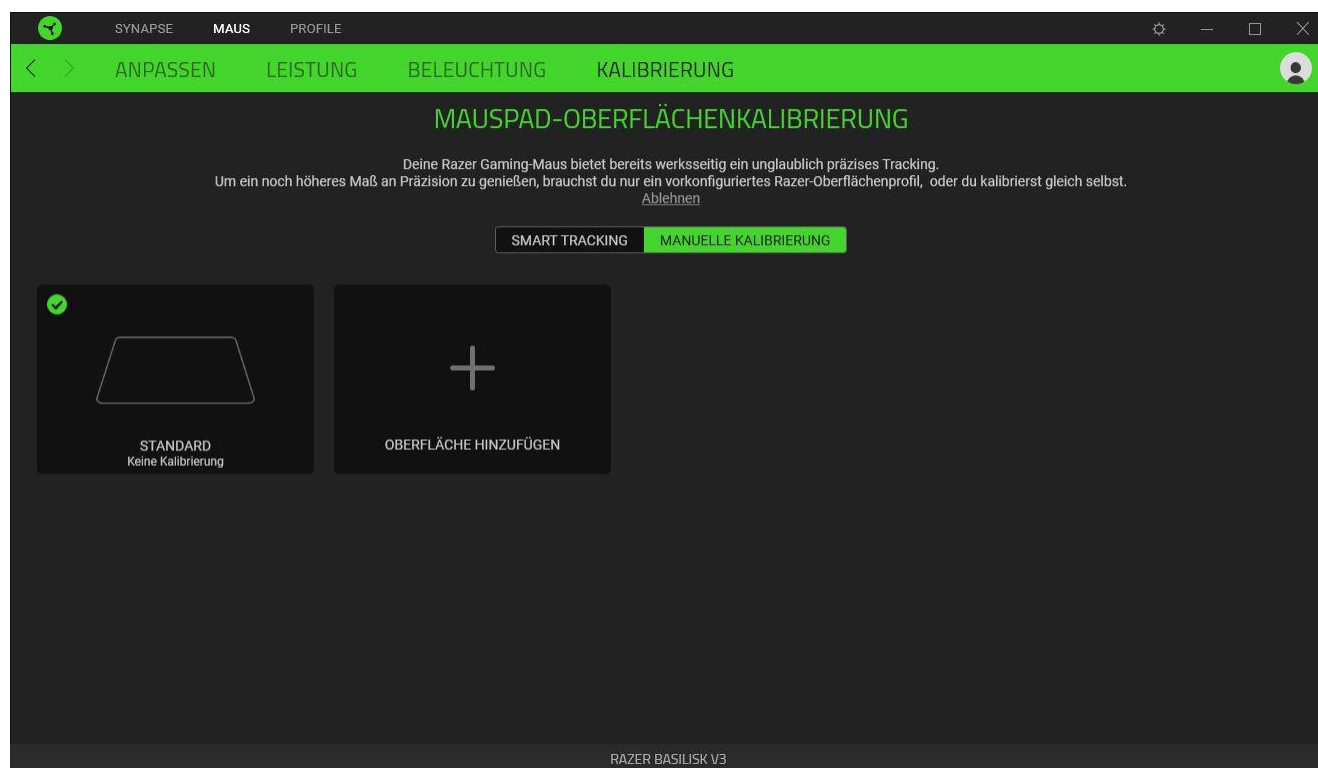 SYNAPSE MAUS PROFILE
ANPASSEN LEISTUNG BELEUCHTUNG KALIBRIERUNG
MAUSPAD-OBERFLÄCHENKALIBRIERUNG
Deine Razer Gaming-Maus bietet bereits werksseitig ein unglaublich präzises Tracking.
Um ein noch höheres Maß an Präzision zu genießen, brauchst du nur ein vorkonfiguriertes Razer-Oberflächenprofil, oder du kalibrierst gleich selbst.
Ablehnen
SMART TRACKING MANUELLE KALIBRIERUNG
STANDARD
Keine Kalibrierung
OBERFLÄCHE HINZUFÜGEN
RAZER BASILISK V3